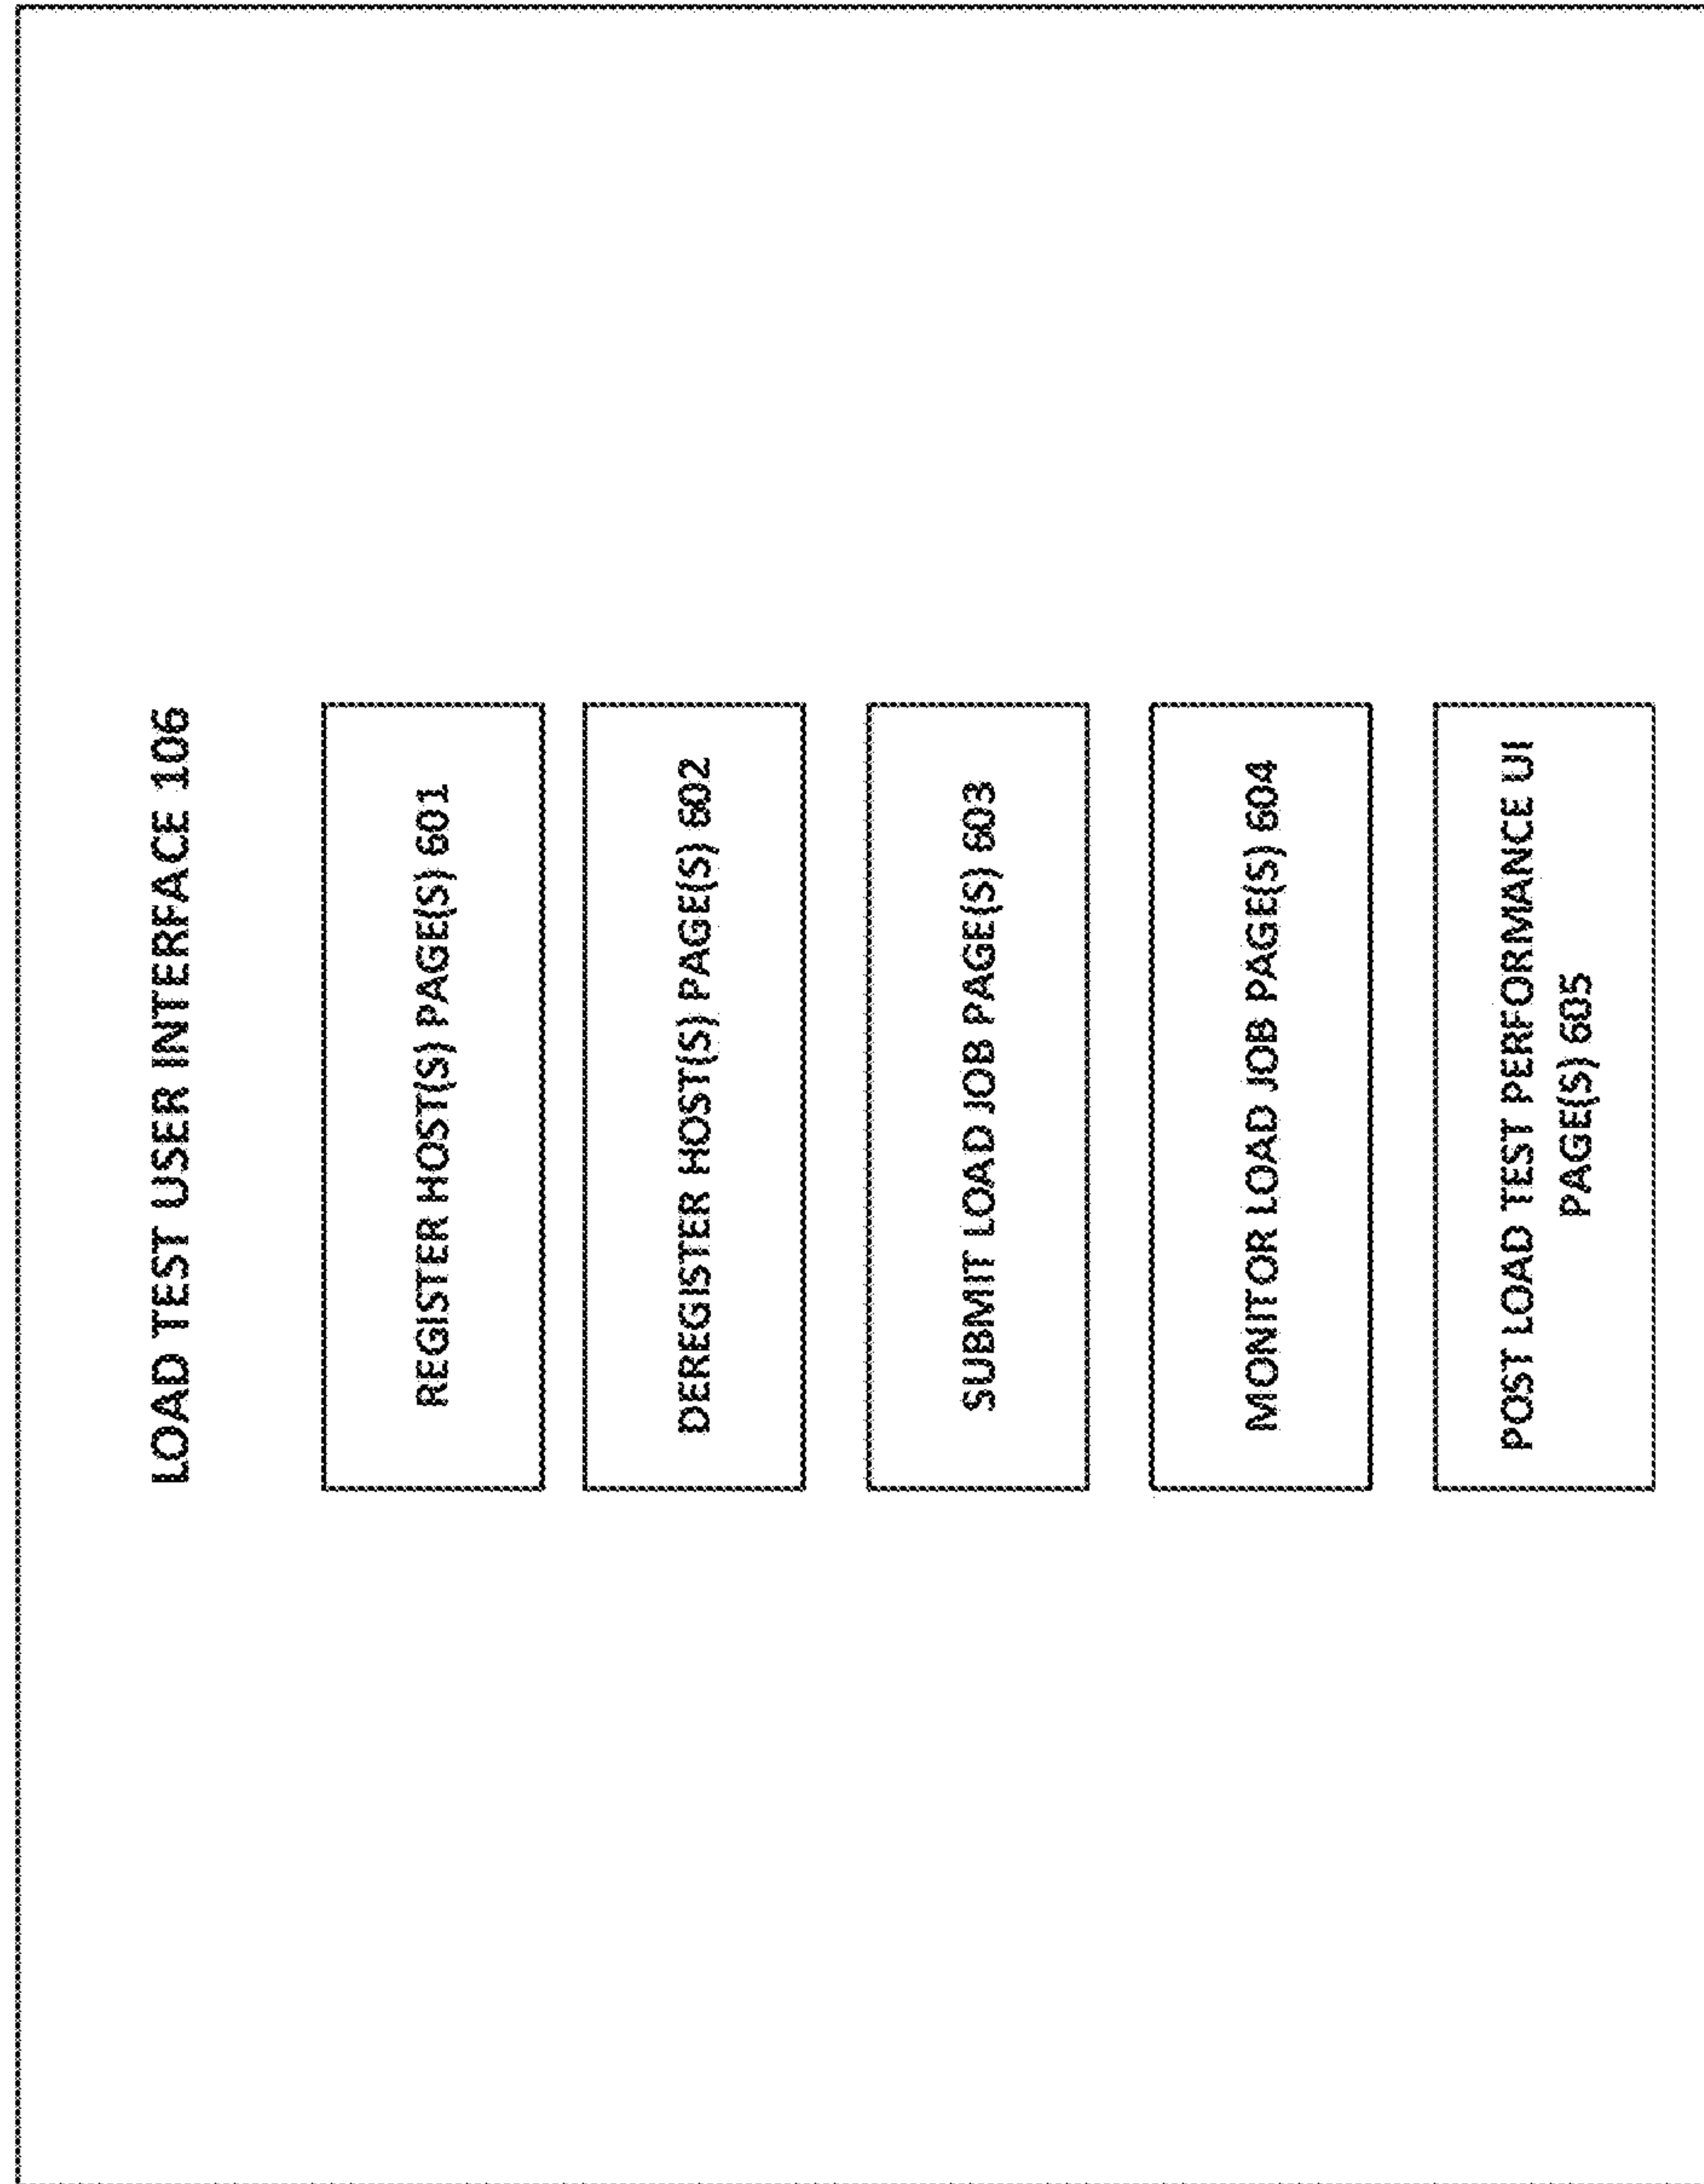 LOAD TEST USER INTERFACE 106
REGISTER HOST(S) PAGE(S) 601
DEREGISTER HOST(S) PAGE(S) 602
SUBMIT LOAD JOB PAGE(S) 603
MONITOR LOAD JOB PAGE(S) 604
POST LOAD TEST PERFORMANCE UI
PAGE(S) 605